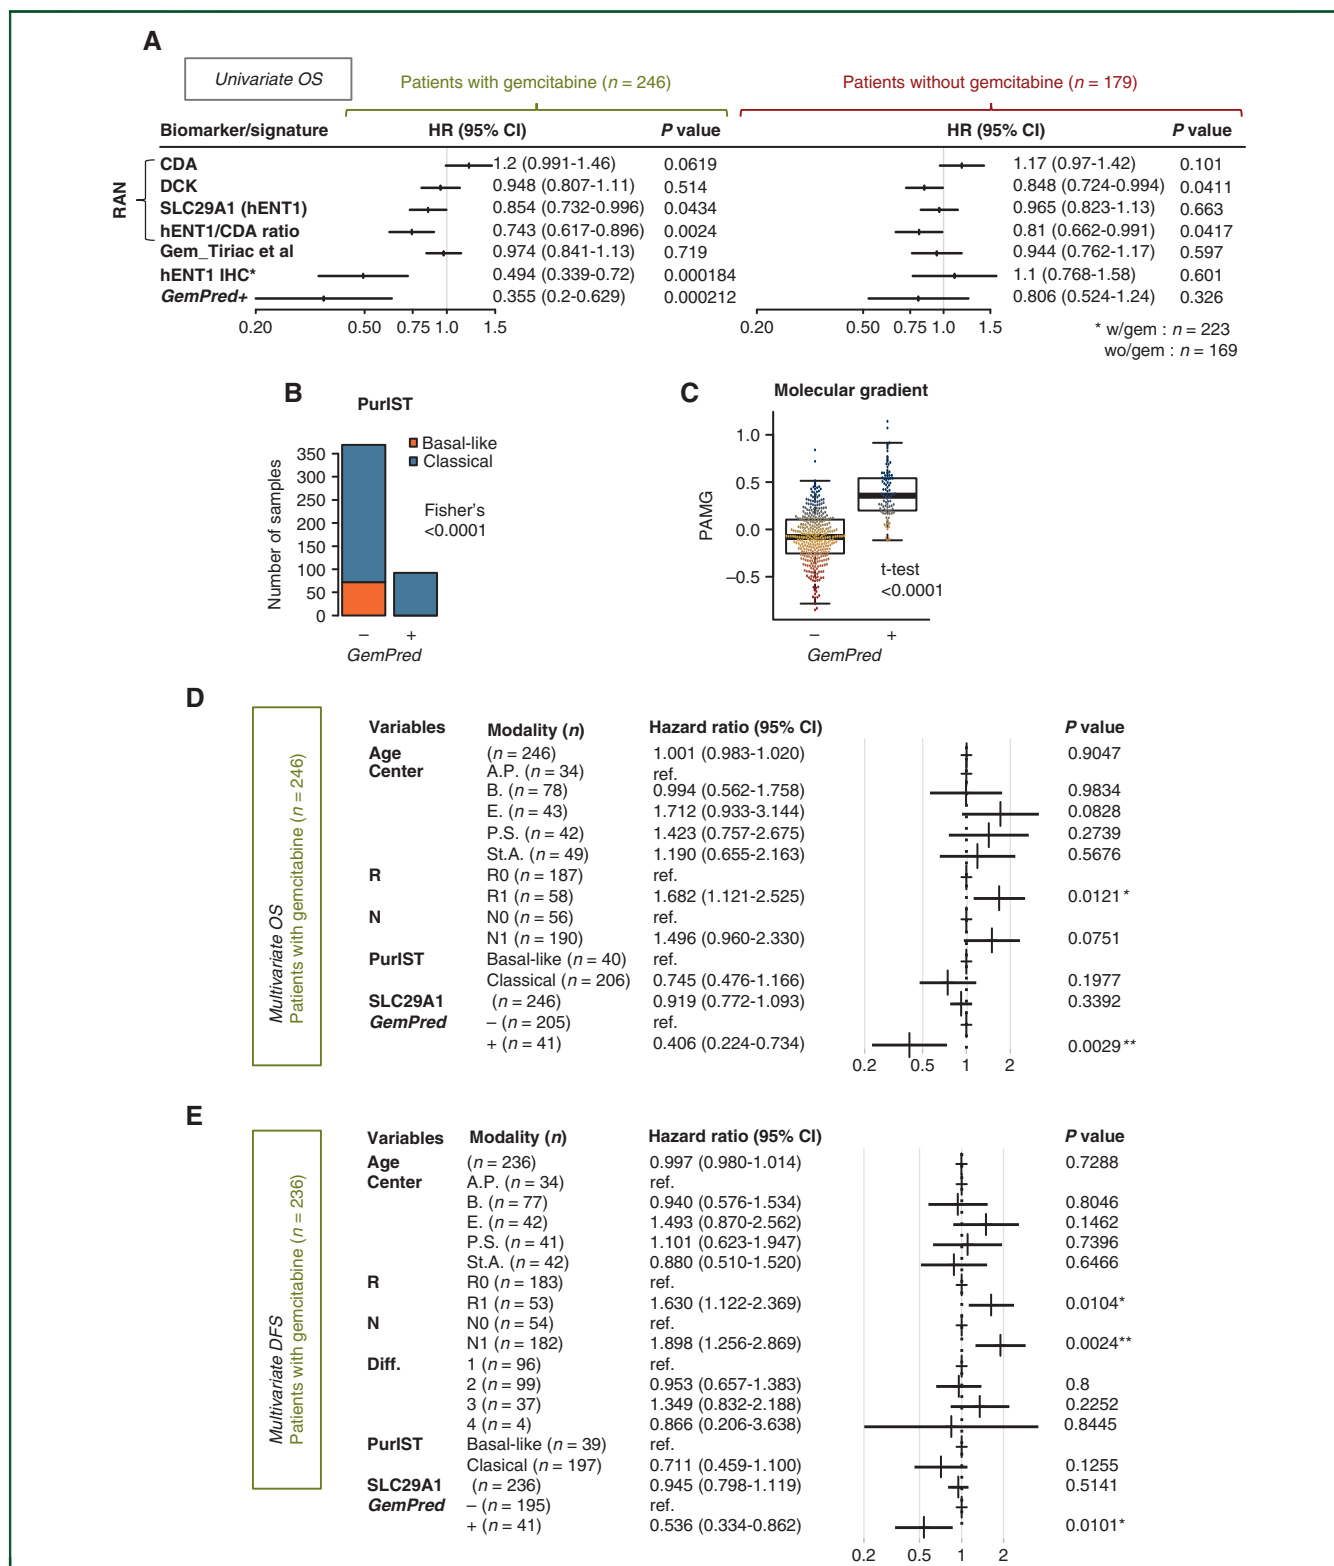 A
Univariate OS
Patients with gemcitabine (n = 246)
Patients without gemcitabine (n = 179)
Biomarker/signature HR (95% CI) P value HR (95% CI) P value
RAN
CDA 1.2 (0.991-1.46) 0.0619 1.17 (0.97-1.42) 0.101
DCK 0.948 (0.807-1.11) 0.514 0.848 (0.724-0.994) 0.0411
SLC29A1 (hENT1) 0.854 (0.732-0.996) 0.0434 0.965 (0.823-1.13) 0.663
hENT1/CDA ratio 0.743 (0.617-0.896) 0.0024 0.81 (0.662-0.991) 0.0417
Gem_Tiriac et al 0.974 (0.841-1.13) 0.719 0.944 (0.762-1.17) 0.597
hENT1 IHC* 0.494 (0.339-0.72) 0.000184 1.1 (0.768-1.58) 0.601
GemPred+ 0.355 (0.2-0.629) 0.000212 0.806 (0.524-1.24) 0.326
0.20 0.50 0.75 1.0 1.5 0.20 0.50 0.75 1.0 1.5
* w/gem : n = 223
wo/gem : n = 169
B
PurIST
Basal-like
Classical
Fisher's
<0.0001
Number of samples
350
300
250
200
150
100
50
0
– +
GemPred
C
Molecular gradient
PAMG
1.0
0.5
0.0
–0.5
t-test
<0.0001
– +
GemPred
D
Multivariate OS
Patients with gemcitabine (n = 246)
Variables Modality (n) Hazard ratio (95% CI) P value
Age (n = 246) 1.001 (0.983-1.020) 0.9047
Center A.P. (n = 34) ref.
B. (n = 78) 0.994 (0.562-1.758) 0.9834
E. (n = 43) 1.712 (0.933-3.144) 0.0828
P.S. (n = 42) 1.423 (0.757-2.675) 0.2739
St.A. (n = 49) 1.190 (0.655-2.163) 0.5676
R R0 (n = 187) ref.
R1 (n = 58) 1.682 (1.121-2.525) 0.0121 *
N N0 (n = 56) ref.
N1 (n = 190) 1.496 (0.960-2.330) 0.0751
PurIST Basal-like (n = 40) ref.
Classical (n = 206) 0.745 (0.476-1.166) 0.1977
SLC29A1 (n = 246) 0.919 (0.772-1.093) 0.3392
GemPred – (n = 205) ref.
+ (n = 41) 0.406 (0.224-0.734) 0.0029 **
0.2 0.5 1 2
E
Multivariate DFS
Patients with gemcitabine (n = 236)
Variables Modality (n) Hazard ratio (95% CI) P value
Age (n = 236) 0.997 (0.980-1.014) 0.7288
Center A.P. (n = 34) ref.
B. (n = 77) 0.940 (0.576-1.534) 0.8046
E. (n = 42) 1.493 (0.870-2.562) 0.1462
P.S. (n = 41) 1.101 (0.623-1.947) 0.7396
St.A. (n = 42) 0.880 (0.510-1.520) 0.6466
R R0 (n = 183) ref.
R1 (n = 53) 1.630 (1.122-2.369) 0.0104*
N N0 (n = 54) ref.
N1 (n = 182) 1.898 (1.256-2.869) 0.0024**
Diff. 1 (n = 96) ref.
2 (n = 99) 0.953 (0.657-1.383) 0.8
3 (n = 37) 1.349 (0.832-2.188) 0.2252
4 (n = 4) 0.866 (0.206-3.638) 0.8445
PurIST Basal-like (n = 39) ref.
Clasical (n = 197) 0.711 (0.459-1.100) 0.1255
SLC29A1 (n = 236) 0.945 (0.798-1.119) 0.5141
GemPred – (n = 195) ref.
+ (n = 41) 0.536 (0.334-0.862) 0.0101*
0.2 0.5 1 2